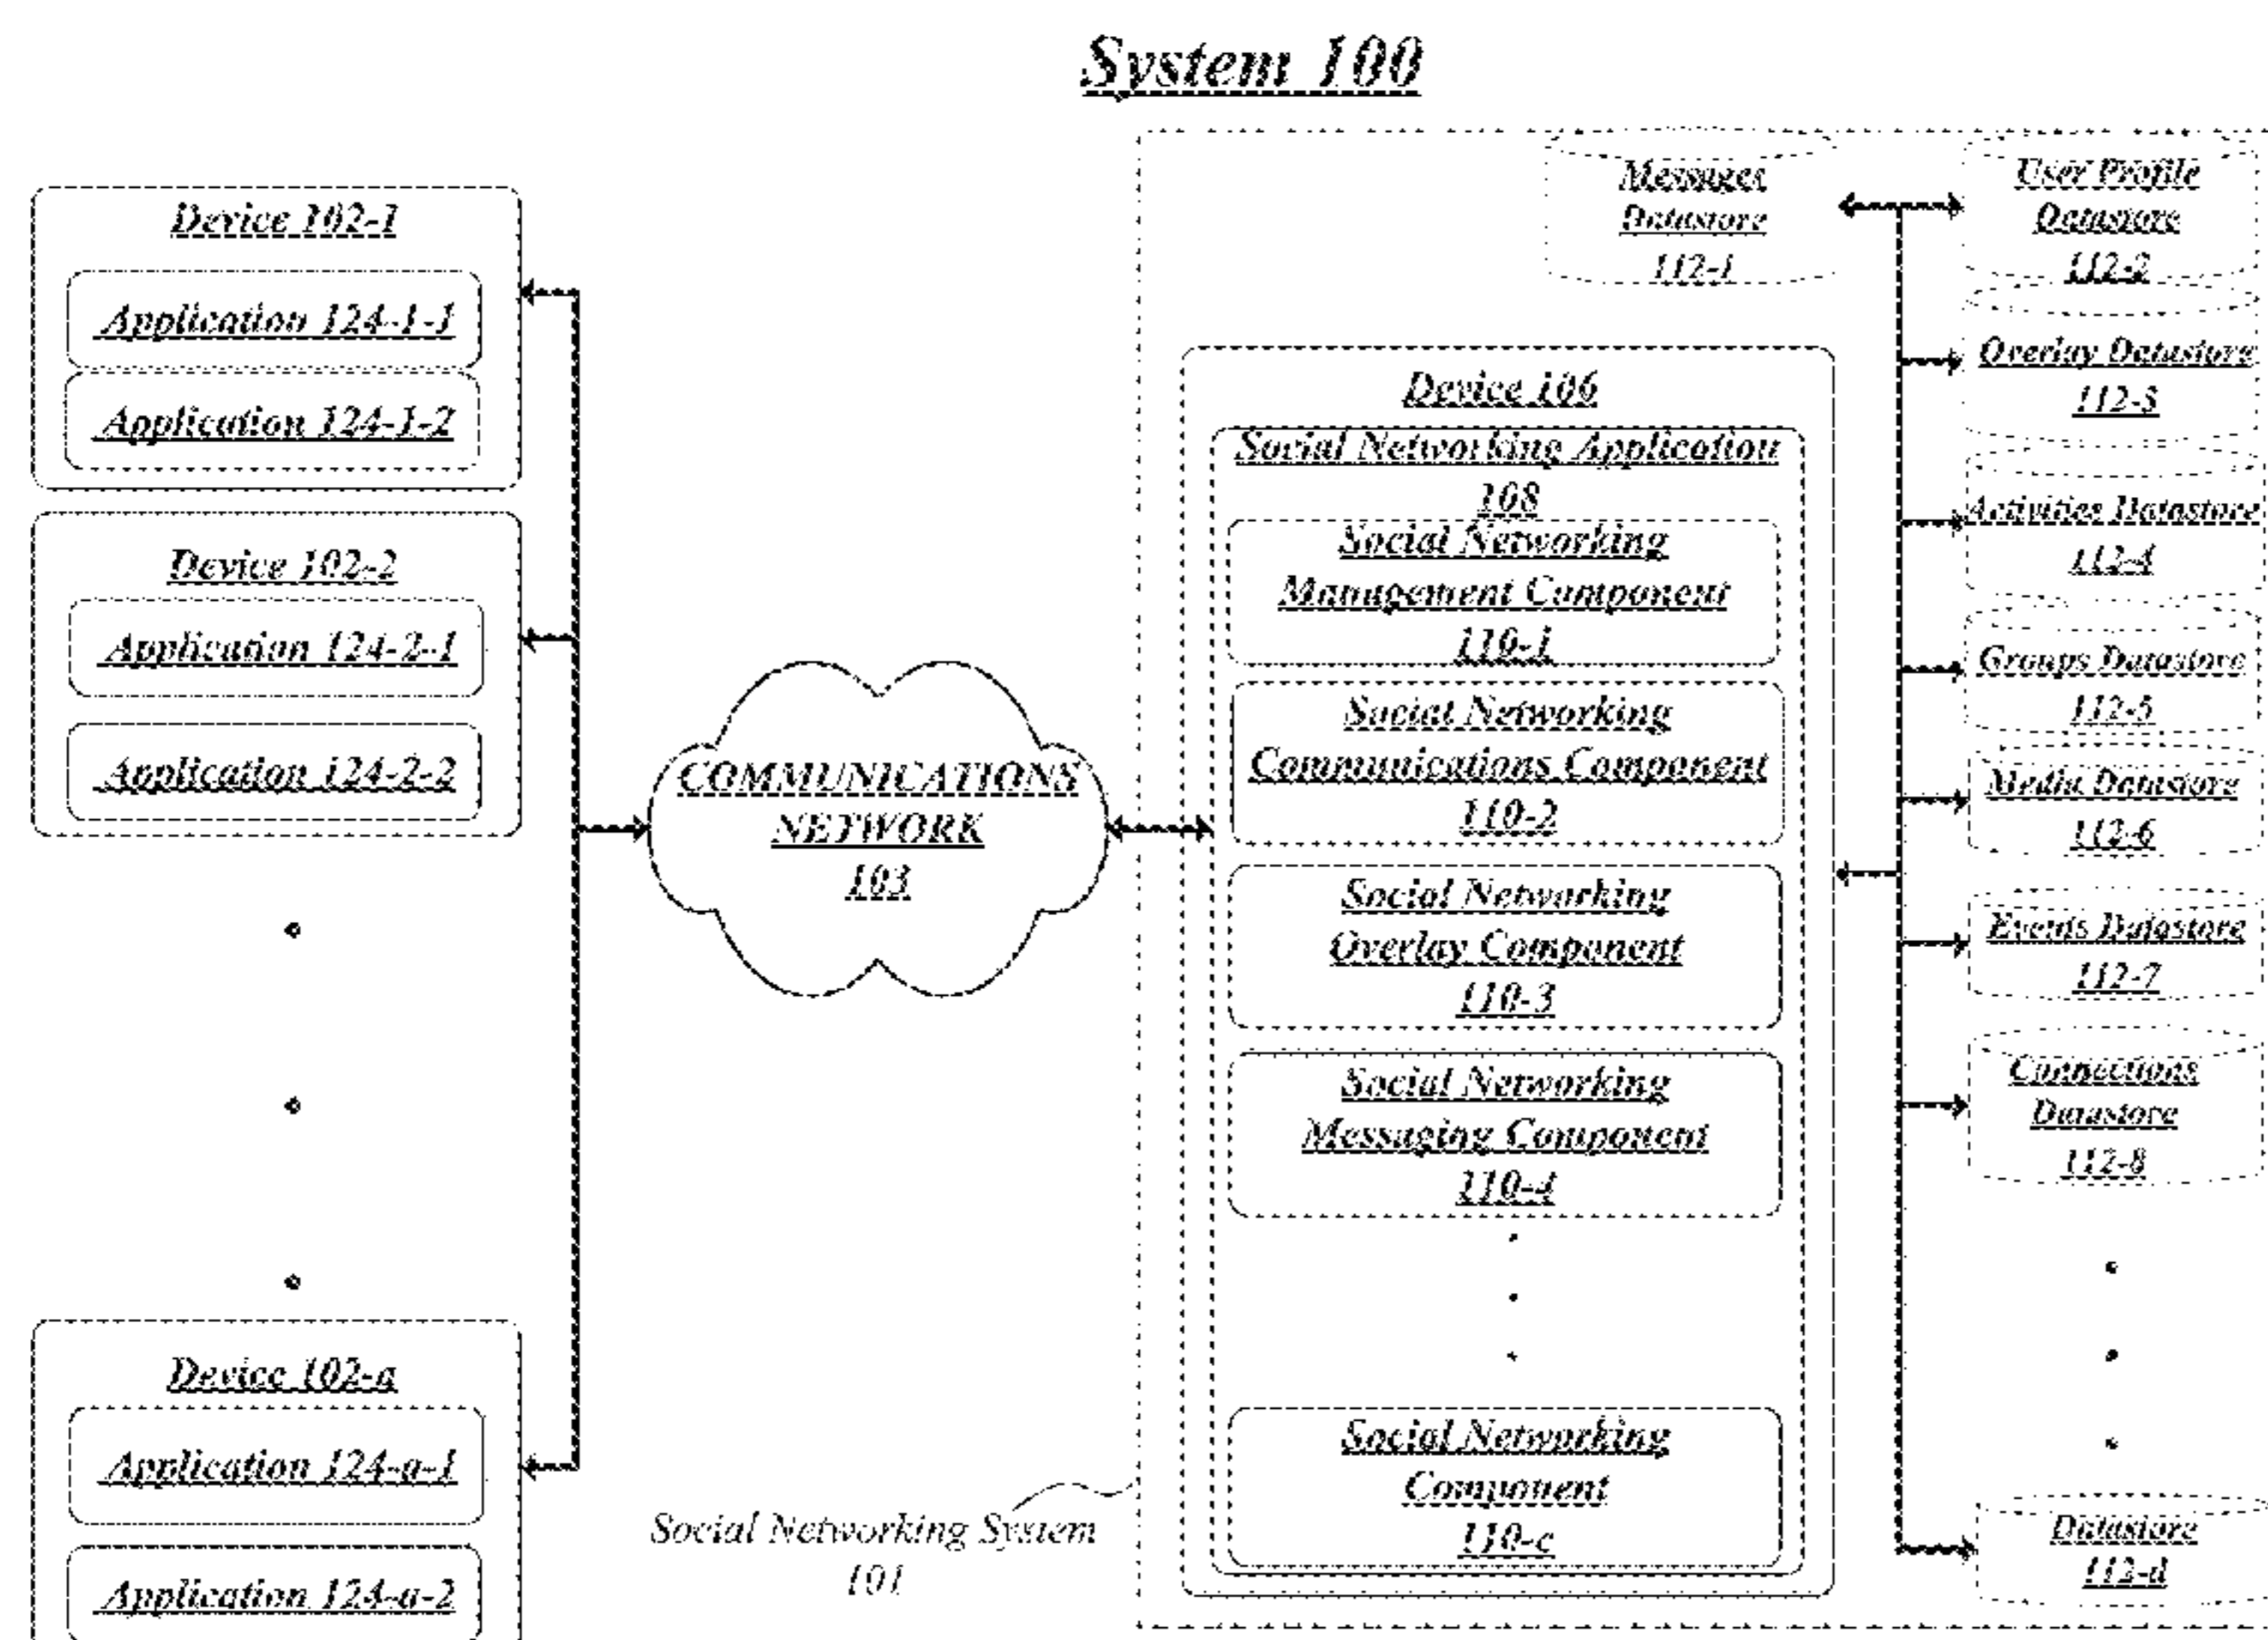 System 100
Device 102-1
Application 124-1-1
Application 124-1-2
Device 102-2
Application 124-2-1
Application 124-2-2
Device 102-a
Application 124-a-1
Application 124-a-2
COMMUNICATIONS
NETWORK
103
Social Networking System
101
Device 106
Social Networking Application
108
Social Networking
Management Component
110-1
Social Networking
Communications Component
110-2
Social Networking
Overlay Component
110-3
Social Networking
Messaging Component
110-4
Social Networking
Component
110-c
Messages
Datastore
112-1
User Profile
Datastore
112-2
Overlay Datastore
112-3
Activities Datastore
112-4
Groups Datastore
112-5
Media Datastore
112-6
Events Datastore
112-7
Connections
Datastore
112-8
Datastore
112-d